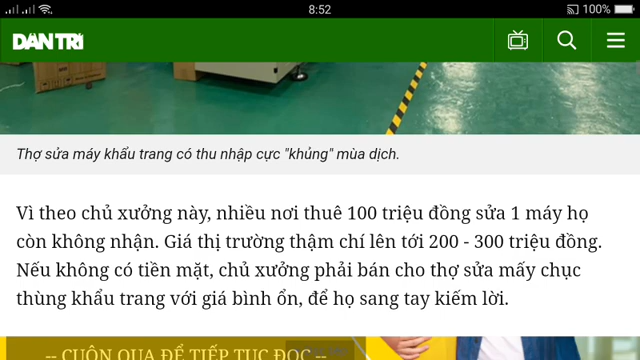 8:52
100%
DÂN TRÍ
Thợ sửa máy khẩu trang có thu nhập cực "khủng" mùa dịch.
Vì theo chủ xưởng này, nhiều nơi thuê 100 triệu đồng sửa 1 máy họ
còn không nhận. Giá thị trường thậm chí lên tới 200 - 300 triệu đồng.
Nếu không có tiền mặt, chủ xưởng phải bán cho thợ sửa mấy chục
thùng khẩu trang với giá bình ổn, để họ sang tay kiếm lời.
-- CUỘN QUA ĐỂ TIẾP TỤC ĐỌC --